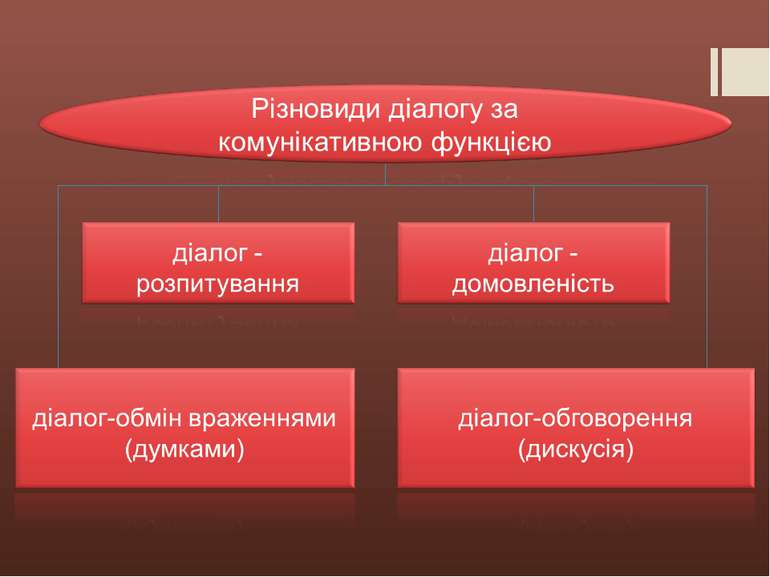 Різновиди діалогу за
комунікативною функцією
діалог -
розпитування
діалог -
домовленість
діалог-обмін враженнями
(думками)
діалог-обговорення
(дискусія)